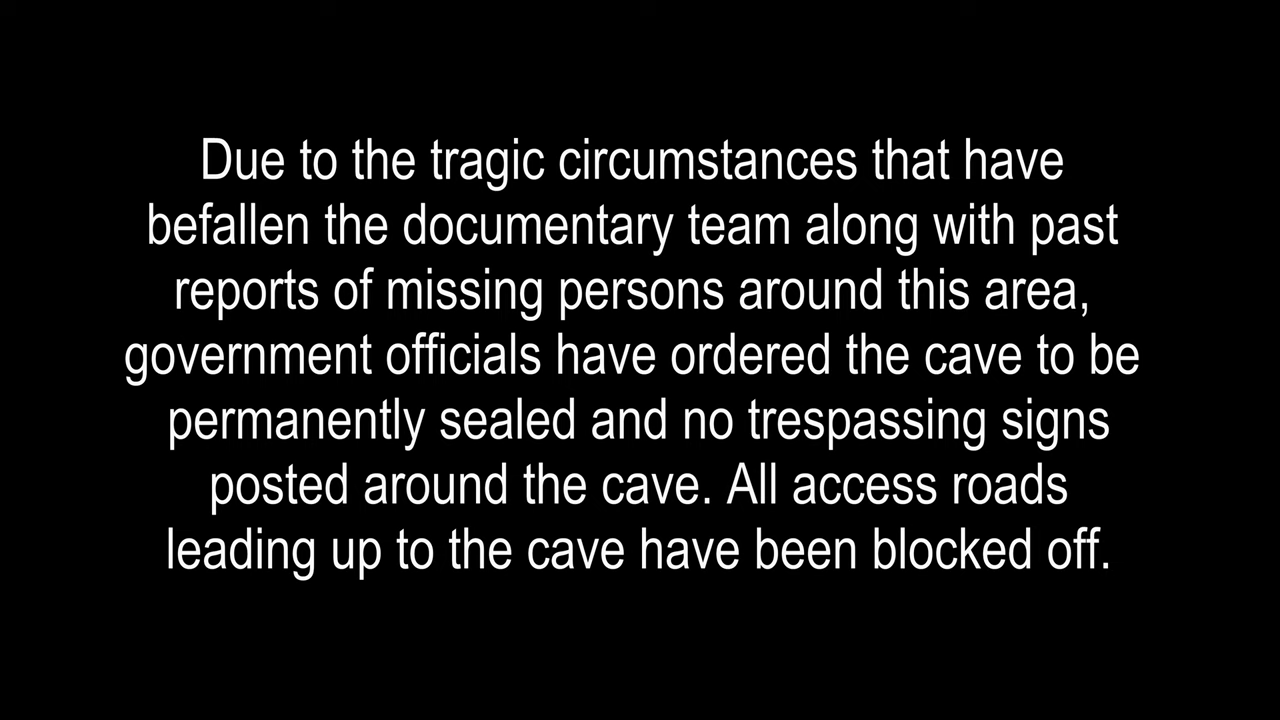 Due to the tragic circumstances that have
befallen the documentary team along with past
reports of missing persons around this area,
government officials have ordered the cave to be
permanently sealed and no trespassing signs
posted around the cave. All access roads
leading up to the cave have been blocked off.